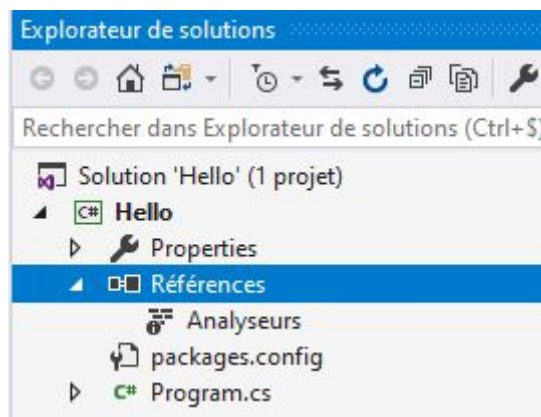 Explorateur de solutions
Rechercher dans Explorateur de solutions (Ctrl+$)
Solution 'Hello' (1 projet)
C# Hello
Properties
Références
Analyseurs
packages.config
C# Program.cs